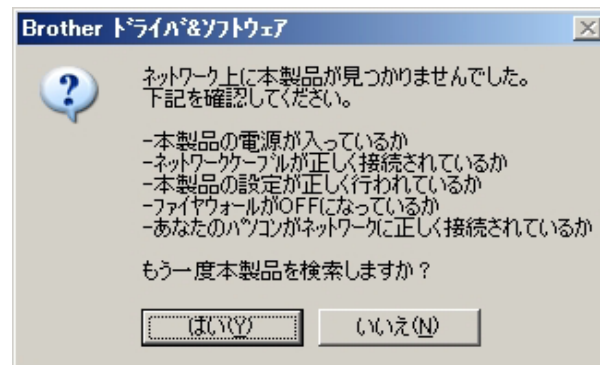 Brother ドライバ&ソフトウェア
ネットワーク上に本製品が見つかりませんでした。
下記を確認してください。
-本製品の電源が入っているか
-ネットワークケーブルが正しく接続されているか
-本製品の設定が正しく行われているか
-ファイヤウォールがOFFになっているか
-あなたのパソコンがネットワークに正しく接続されているか
もう一度本製品を検索しますか？
はい(Y)
いいえ(N)